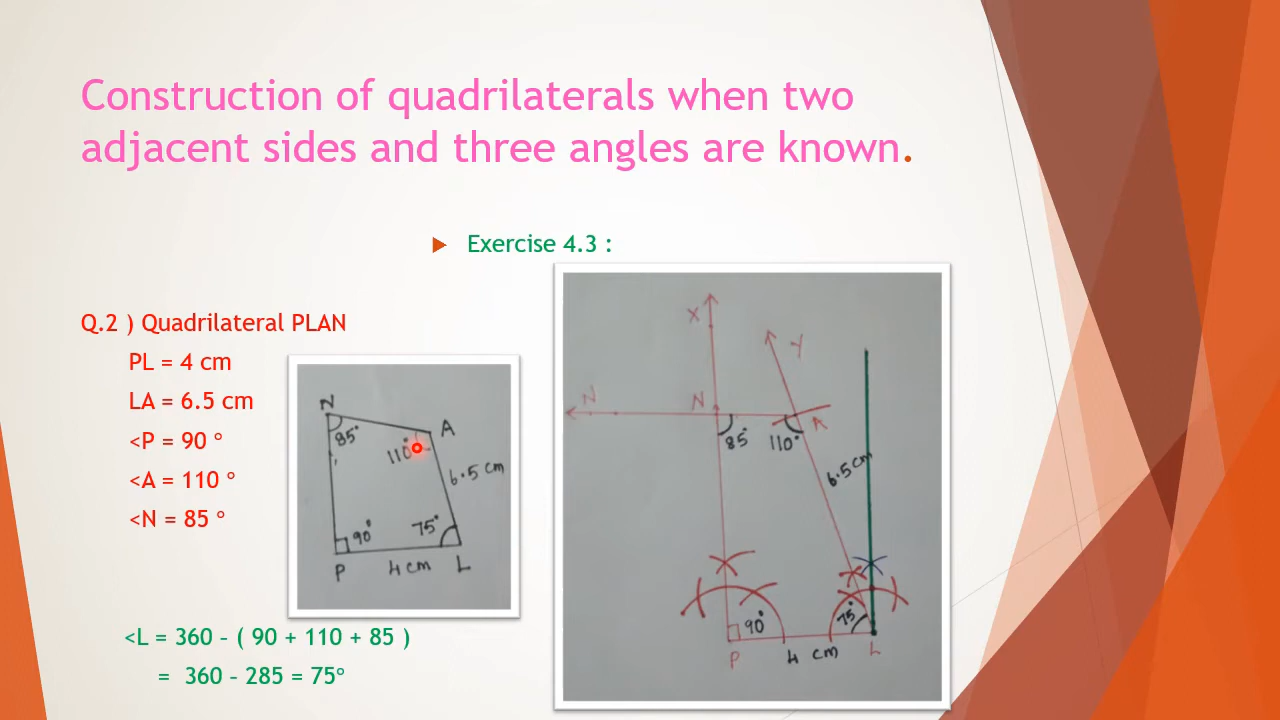 Construction of quadrilaterals when two
adjacent sides and three angles are known.
Exercise 4.3 :
Q.2 ) Quadrilateral PLAN
PL = 4 cm
LA = 6.5 cm
<P = 90 °
<A = 110 °
<N = 85 °
N
85°
A
110°
6.5 cm
90°
75°
P
4 cm
L
<L = 360 – ( 90 + 110 + 85 )
= 360 – 285 = 75°
X
Y
N
N
A
85°
110°
6.5 cm
90°
75°
P
4 cm
L